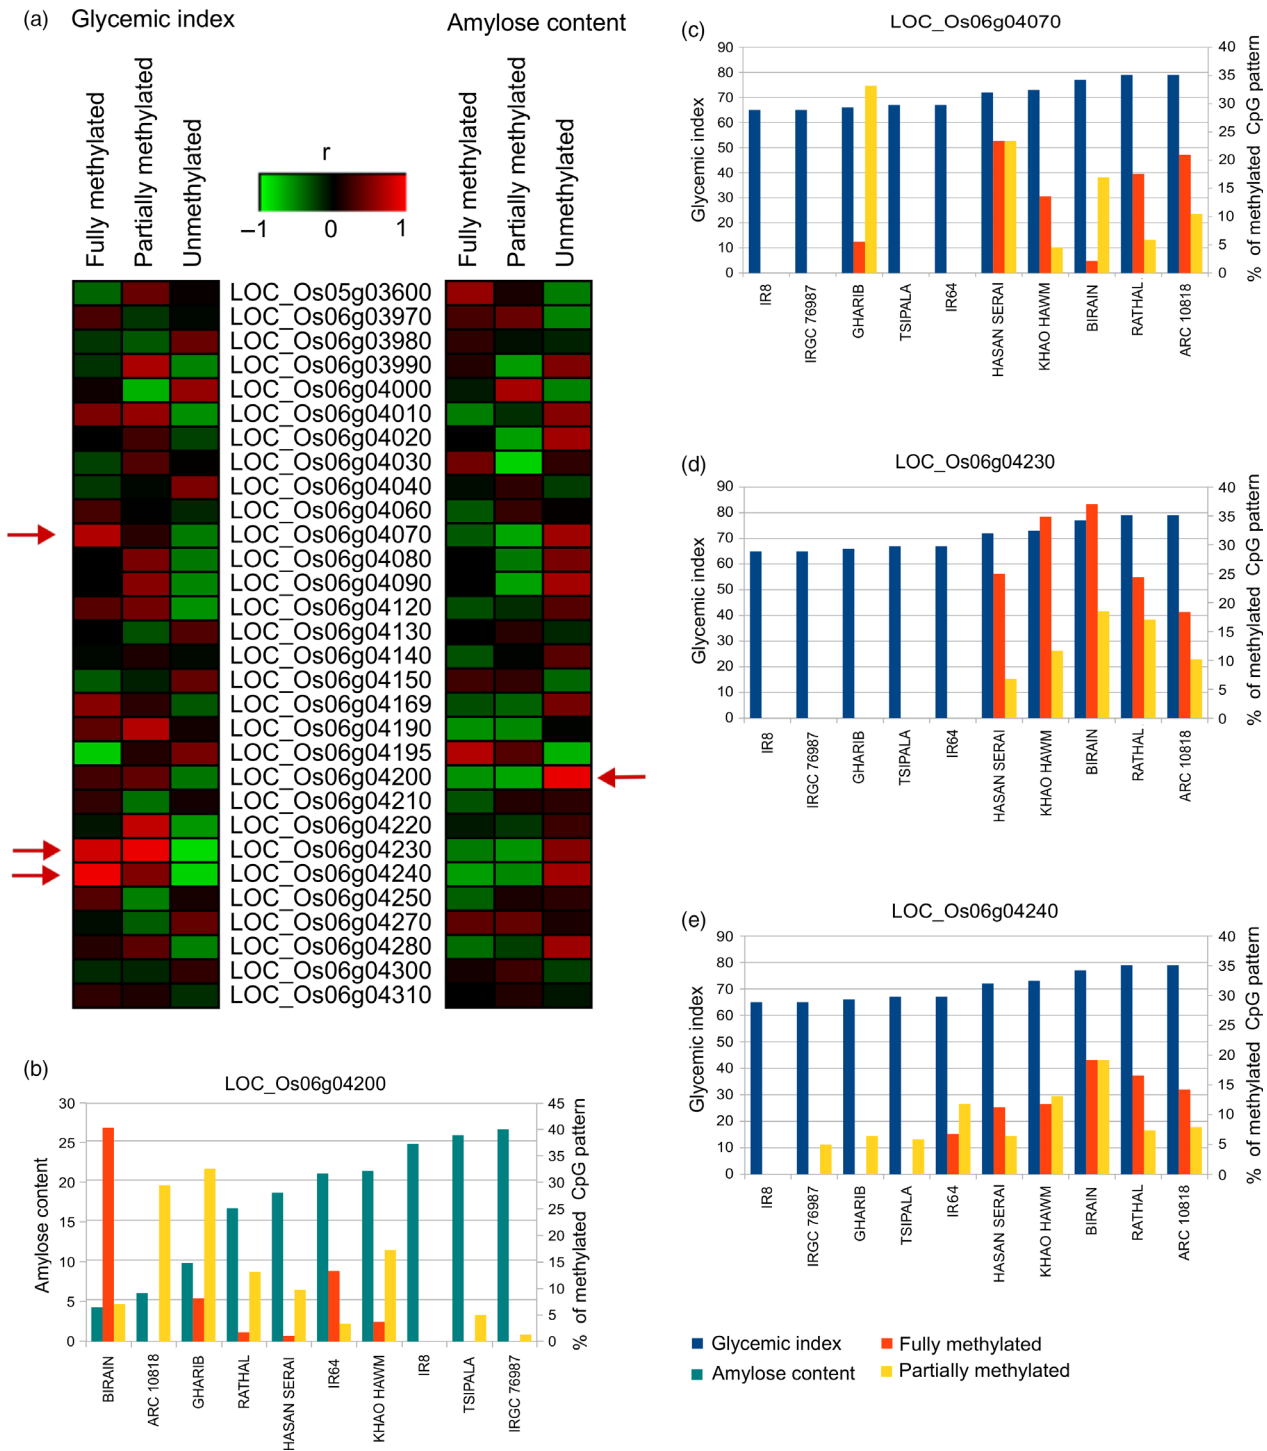 (a)
Glycemic index
Amylose content
Fully methylated
Partially methylated
Unmethylated
r
−1
0
1
Fully methylated
Partially methylated
Unmethylated
LOC_Os05g03600
LOC_Os06g03970
LOC_Os06g03980
LOC_Os06g03990
LOC_Os06g04000
LOC_Os06g04010
LOC_Os06g04020
LOC_Os06g04030
LOC_Os06g04040
LOC_Os06g04060
LOC_Os06g04070
LOC_Os06g04080
LOC_Os06g04090
LOC_Os06g04120
LOC_Os06g04130
LOC_Os06g04140
LOC_Os06g04150
LOC_Os06g04169
LOC_Os06g04190
LOC_Os06g04195
LOC_Os06g04200
LOC_Os06g04210
LOC_Os06g04220
LOC_Os06g04230
LOC_Os06g04240
LOC_Os06g04250
LOC_Os06g04270
LOC_Os06g04280
LOC_Os06g04300
LOC_Os06g04310
(b)
LOC_Os06g04200
Amylose content
30
25
20
15
10
5
0
45
40
35
30
25
20
15
10
5
0
% of methylated CpG pattern
BIRAIN
ARC 10818
GHARIB
RATHAL
HASAN SERAI
IR64
KHAO HAWM
IR8
TSIPALA
IRGC 76987
(c)
LOC_Os06g04070
Glycemic index
90
80
70
60
50
40
30
20
10
0
40
35
30
25
20
15
10
5
0
% of methylated CpG pattern
IR8
IRGC 76987
GHARIB
TSIPALA
IR64
HASAN SERAI
KHAO HAWM
BIRAIN
RATHAL
ARC 10818
(d)
LOC_Os06g04230
Glycemic index
90
80
70
60
50
40
30
20
10
0
40
35
30
25
20
15
10
5
0
% of methylated CpG pattern
IR8
IRGC 76987
GHARIB
TSIPALA
IR64
HASAN SERAI
KHAO HAWM
BIRAIN
RATHAL
ARC 10818
(e)
LOC_Os06g04240
Glycemic index
90
80
70
60
50
40
30
20
10
0
40
35
30
25
20
15
10
5
0
% of methylated CpG pattern
IR8
IRGC 76987
GHARIB
TSIPALA
IR64
HASAN SERAI
KHAO HAWM
BIRAIN
RATHAL
ARC 10818
Glycemic index
Fully methylated
Amylose content
Partially methylated